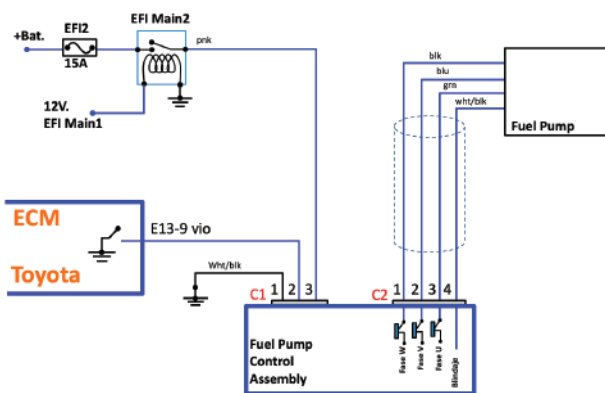 EFI Main2
EFI2
+Bat.
15A
pnk
12V.
EFI Main1
blk
blu
grn
wht/blk
Fuel Pump
ECM
Toyota
E13-9 vio
Wht/blk
C1 1 2 3
C2 1 2 3 4
Fuel Pump
Control
Assembly
Fase W
Fase V
Fase U
Blindaje